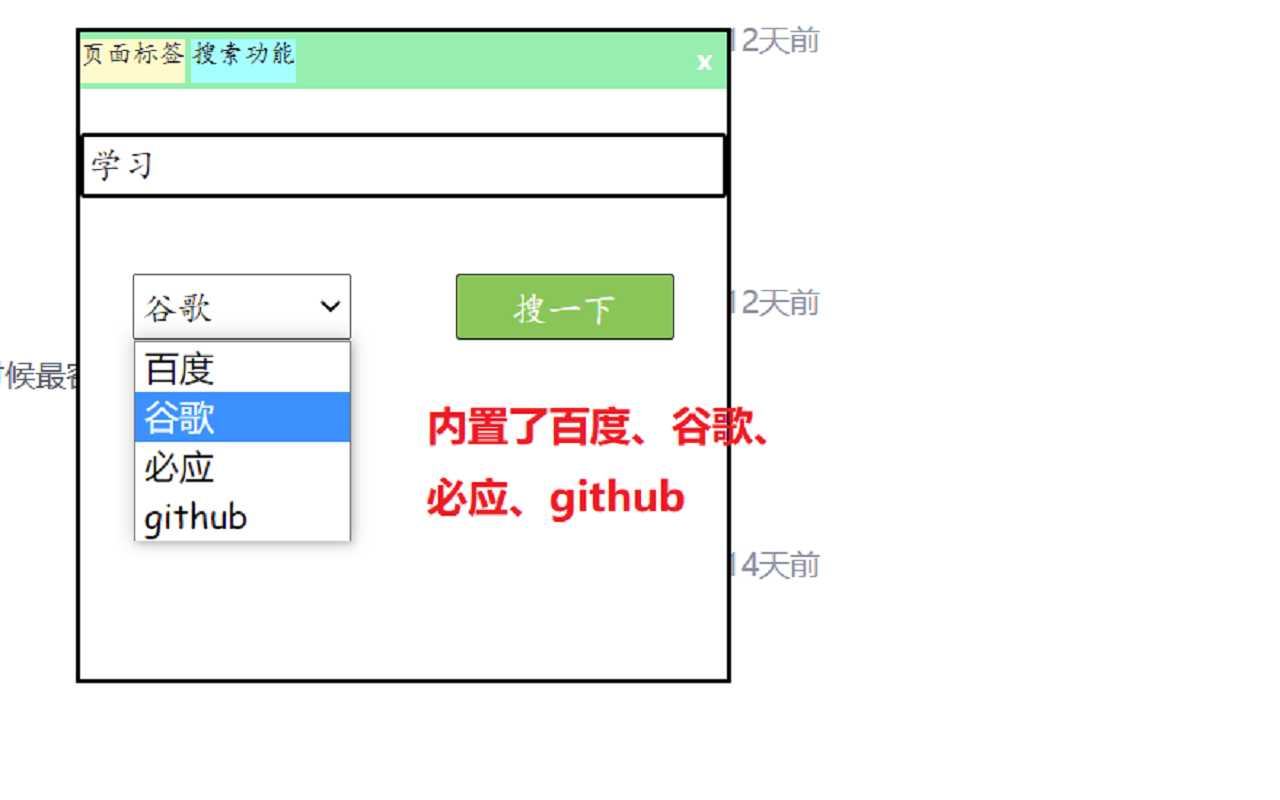 页面标签 搜索功能 x
12天前
学习
谷歌 搜一下
12天前
百度
候最
谷歌
内置了百度、谷歌、
必应
必应、github
github
14天前